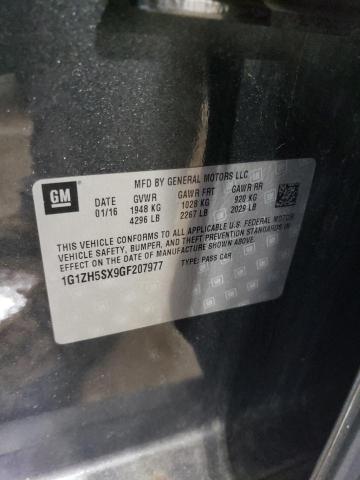 GM
MFD BY GENERAL MOTORS LLC
DATE GVWR GAWR FRT GAWR RR
01/16 1948 KG 1028 KG 920 KG
4296 LB 2267 LB 2029 LB
THIS VEHICLE CONFORMS TO ALL APPLICABLE U.S. FEDERAL MOTOR
VEHICLE SAFETY, BUMPER, AND THEFT PREVENTION STANDARDS IN
EFFECT ON THE DATE OF MANUFACTURE SHOWN ABOVE.
1G1ZH5SX9GF207977 TYPE: PASS CAR